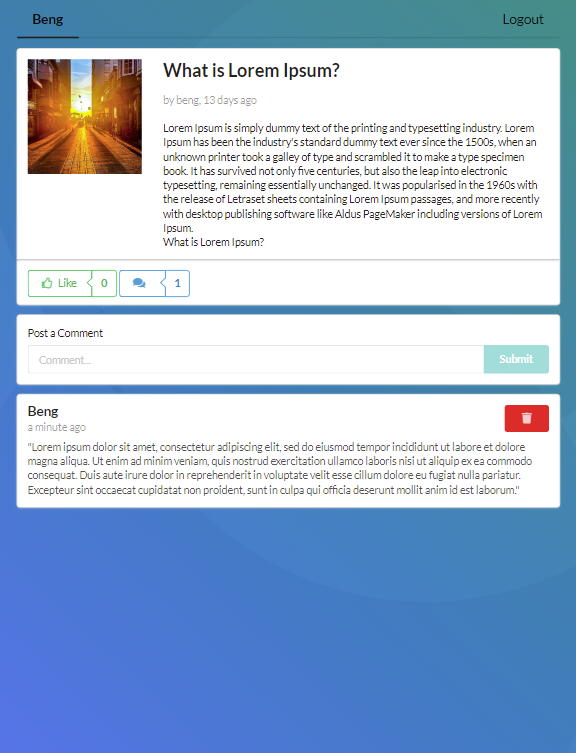 Beng
Logout
What is Lorem Ipsum?
by beng, 13 days ago
Lorem Ipsum is simply dummy text of the printing and typesetting industry. Lorem
Ipsum has been the industry's standard dummy text ever since the 1500s, when an
unknown printer took a galley of type and scrambled it to make a type specimen
book. It has survived not only five centuries, but also the leap into electronic
typesetting, remaining essentially unchanged. It was popularised in the 1960s with
the release of Letraset sheets containing Lorem Ipsum passages, and more recently
with desktop publishing software like Aldus PageMaker including versions of Lorem
Ipsum.
What is Lorem Ipsum?
Like 0 1
Post a Comment
Comment... Submit
Beng
a minute ago
"Lorem ipsum dolor sit amet, consectetur adipiscing elit, sed do eiusmod tempor incididunt ut labore et dolore
magna aliqua. Ut enim ad minim veniam, quis nostrud exercitation ullamco laboris nisi ut aliquip ex ea commodo
consequat. Duis aute irure dolor in reprehenderit in voluptate velit esse cillum dolore eu fugiat nulla pariatur.
Excepteur sint occaecat cupidatat non proident, sunt in culpa qui officia deserunt mollit anim id est laborum."